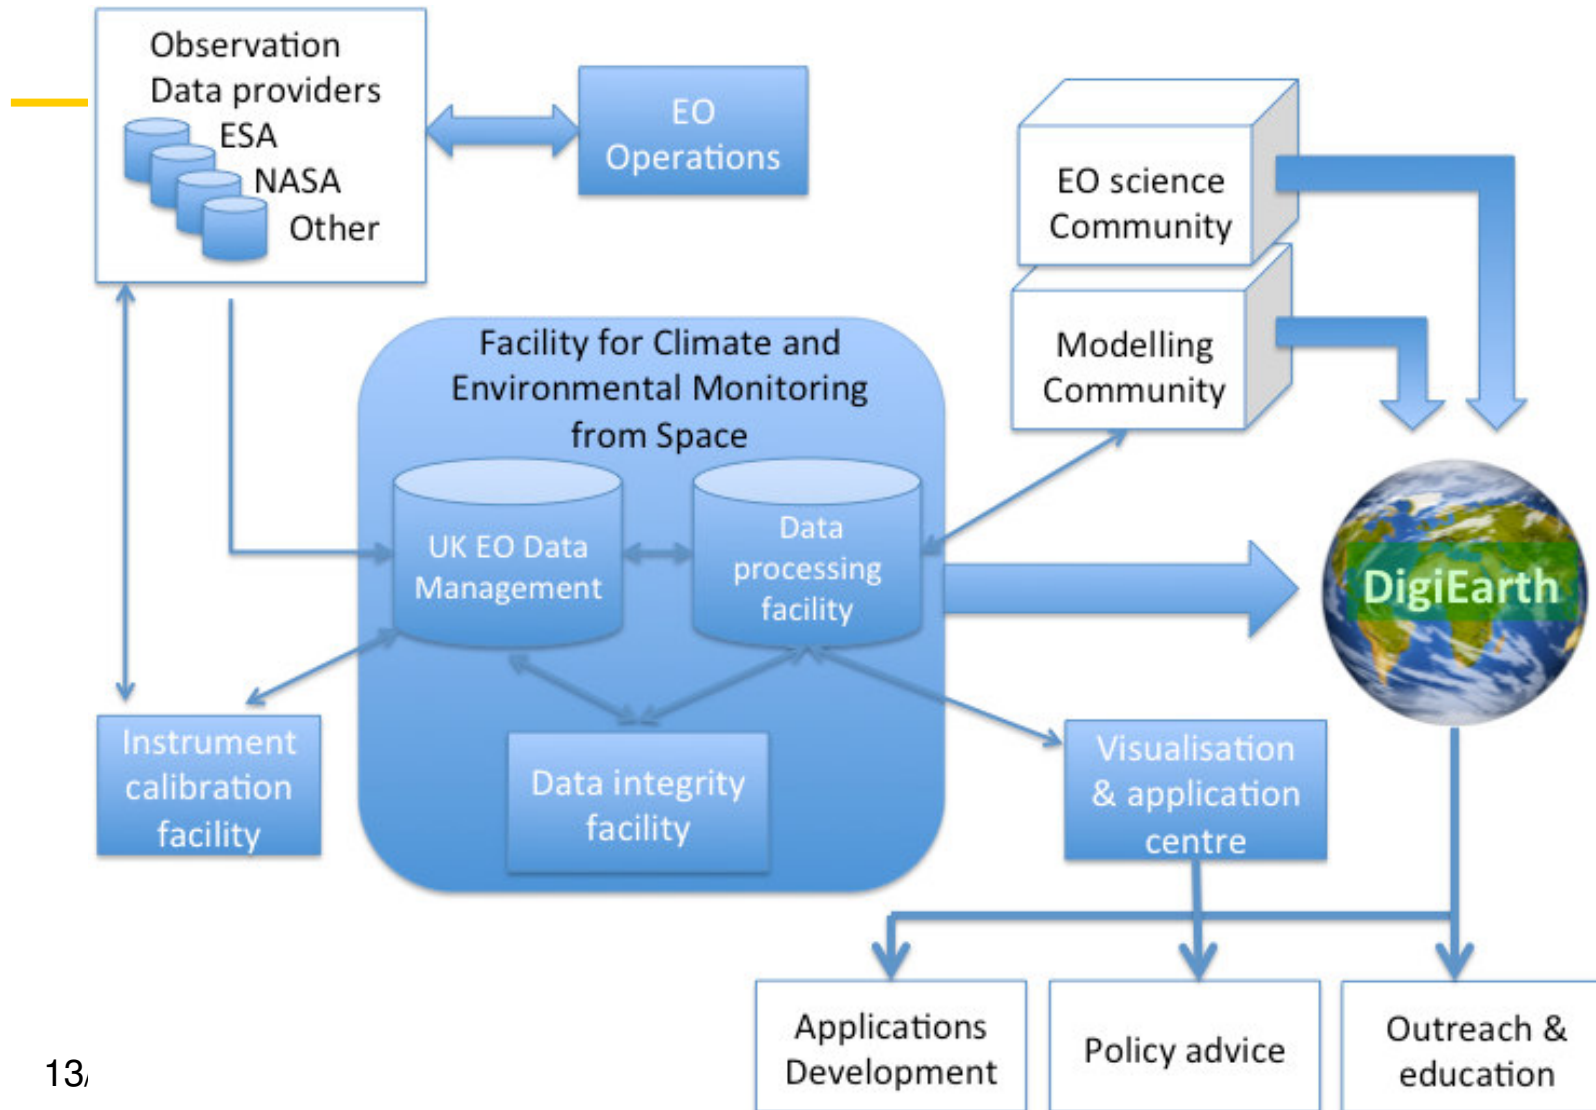 Observation
Data providers
ESA
NASA
Other
EO
Operations
EO science
Community
Modelling
Community
Facility for Climate and
Environmental Monitoring
from Space
UK EO Data
Management
Data
processing
facility
DigiEarth
Instrument
calibration
facility
Data integrity
facility
Visualisation
& application
centre
Applications
Development
Policy advice
Outreach &
education
13/